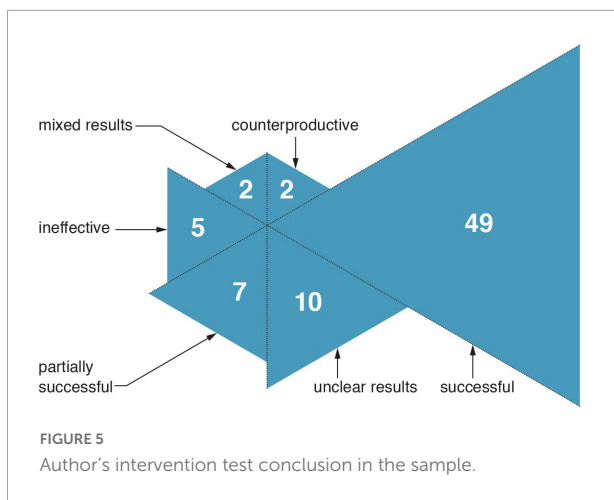 mixed results
counterproductive
2
2
ineffective
5
49
7
10
partially
successful
unclear results
successful
FIGURE 5
Author's intervention test conclusion in the sample.